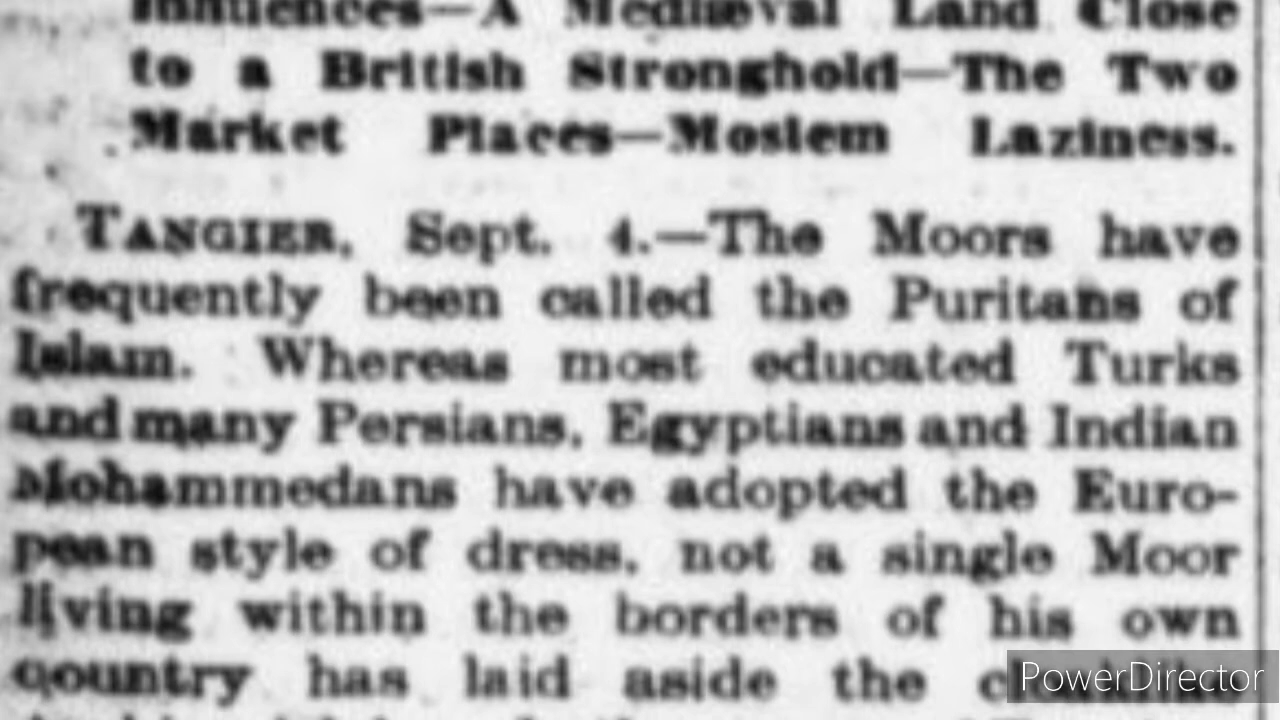 Influences—A Mediæval Land Close
to a British Stronghold—The Two
Market Places—Moslem Laziness.
TANGIER, Sept. 4.—The Moors have
frequently been called the Puritans of
Islam. Whereas most educated Turks
and many Persians, Egyptians and Indian
Mohammedans have adopted the Euro-
pean style of dress, not a single Moor
living within the borders of his own
country has laid aside the
PowerDirector